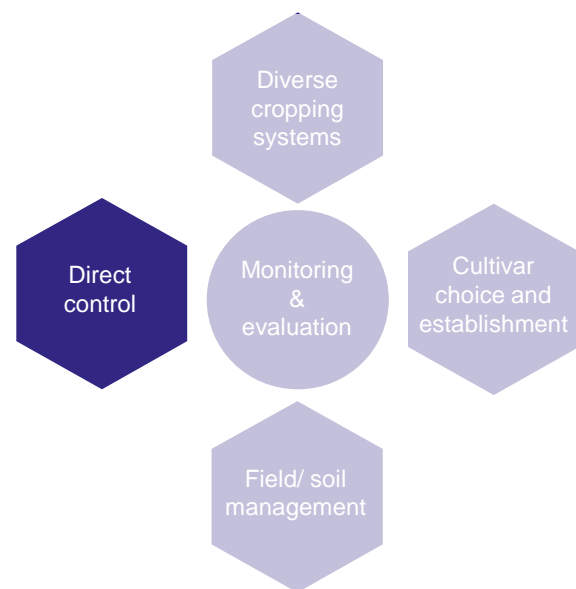 Diverse
cropping
systems
Direct
control
Monitoring
&
evaluation
Cultivar
choice and
establishment
Field/ soil
management